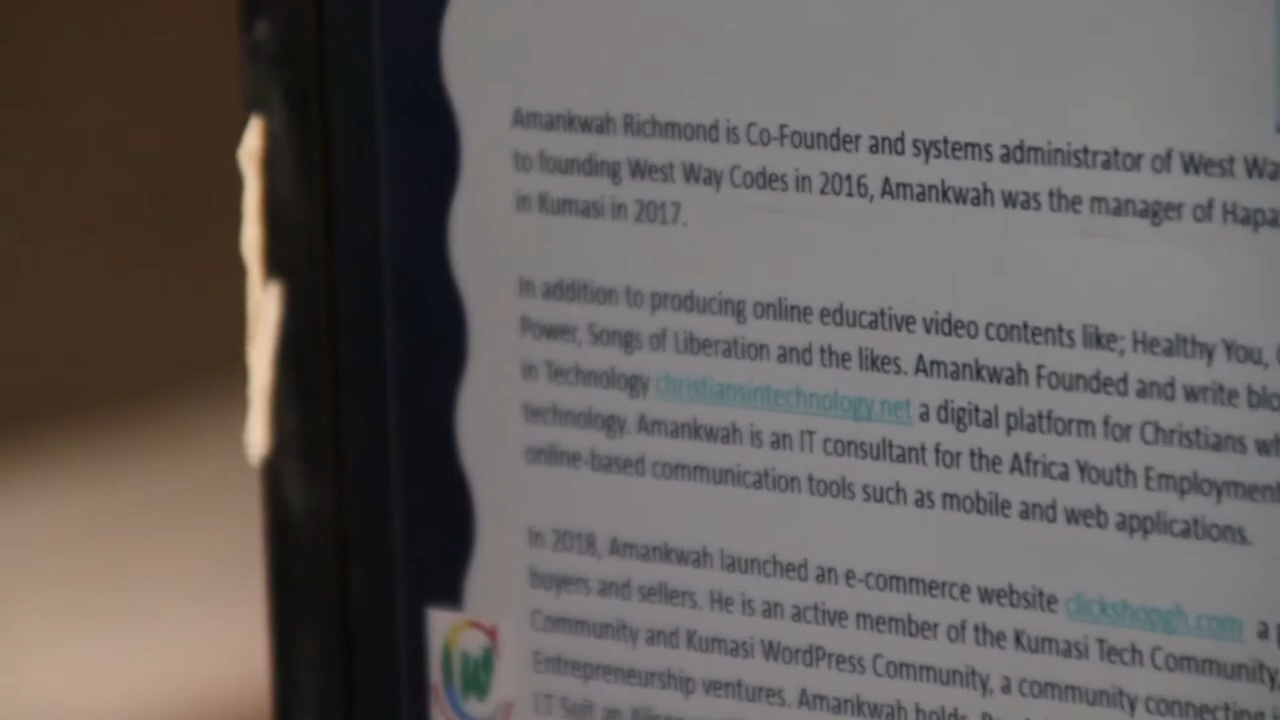 Amankwah Richmond is Co-Founder and systems administrator of West
to founding West Way Codes in 2016, Amankwah was the manager of Hapa
in Kumasi in 2017.
In addition to producing online educative video contents like; Healthy You,
Power, Songs of Liberation and the likes. Amankwah Founded and write
in Technology christiansintechnology.net a digital platform for Christians
technology. Amankwah is an IT consultant for the Africa Youth Employment
online-based communication tools such as mobile and web applications.
In 2018, Amankwah launched an e-commerce website clickshopgh.com a
buyers and sellers. He is an active member of the Kumasi Tech Community,
Community and Kumasi WordPress Community, a community connecting
Entrepreneurship ventures. Amankwah holds
W